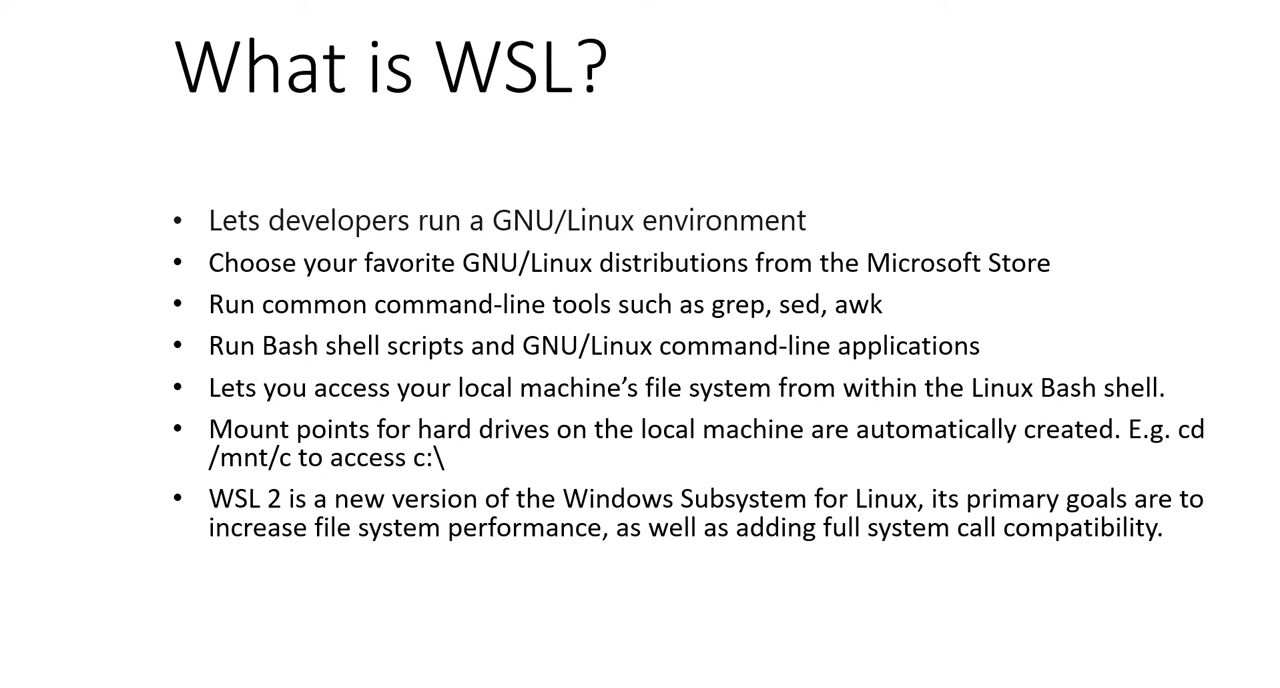 What is WSL?
• Lets developers run a GNU/Linux environment
• Choose your favorite GNU/Linux distributions from the Microsoft Store
• Run common command-line tools such as grep, sed, awk
• Run Bash shell scripts and GNU/Linux command-line applications
• Lets you access your local machine’s file system from within the Linux Bash shell.
• Mount points for hard drives on the local machine are automatically created. E.g. cd
/mnt/c to access c:\
• WSL 2 is a new version of the Windows Subsystem for Linux, its primary goals are to
increase file system performance, as well as adding full system call compatibility.